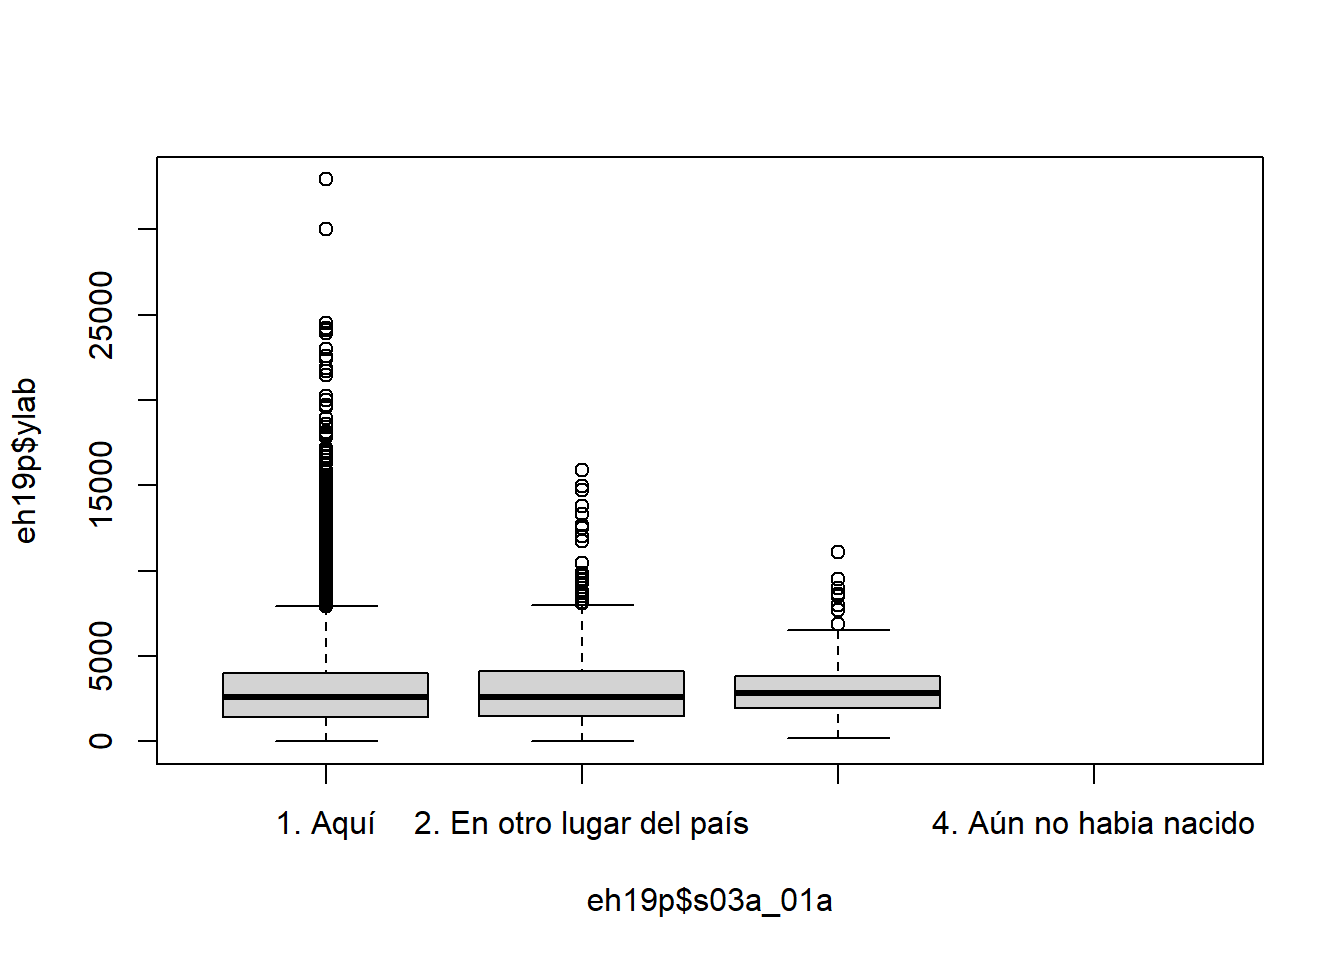 eh19p$ylab
25000
15000
5000
0
1. Aquí 2. En otro lugar del país 4. Aún no habia nacido
eh19p$s03a_01a